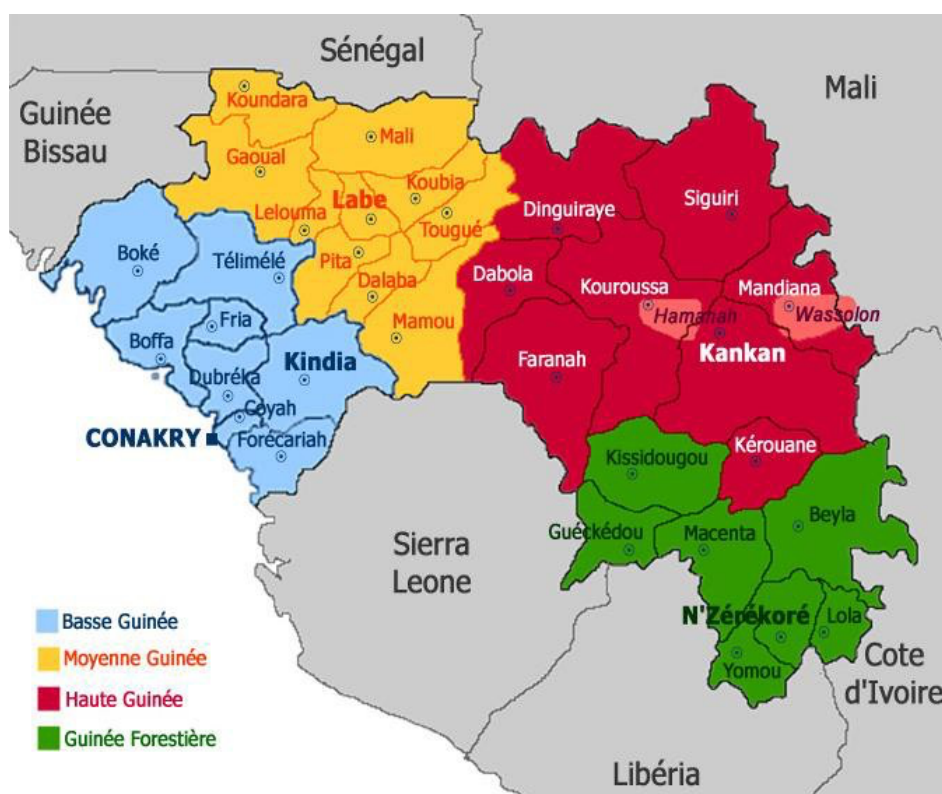 Sénégal
Mali
Guinée
Bissau
Koundara
Mali
Gaoual
Koubia
Labe
Lelouma
Tougué
Siguiri
Dinguiraye
Boké
Télimélé
Pita
Dalaba
Dabola
Kouroussa
Mandiana
Hamanah
Wassolon
Fria
Boffa
Mamou
Kindia
Faranah
Kankan
Dubréka
Coyah
CONAKRY
Forécariah
Kissidougou
Kérouane
Beyla
Guéckédou
Macenta
Sierra
Leone
N'Zérékoré
Lola
Yomou
Cote
d'Ivoire
Libéria
Basse Guinée
Moyenne Guinée
Haute Guinée
Guinée Forestière